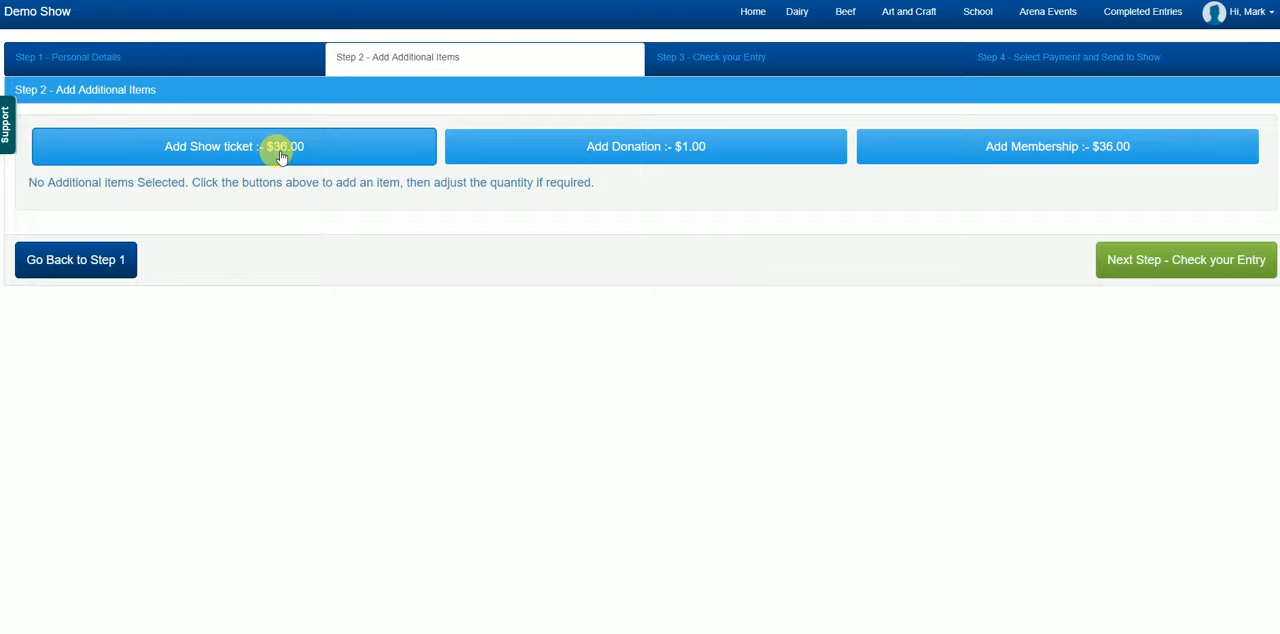 Demo Show
Home Dairy Beef Art and Craft School Arena Events Completed Entries Hi, Mark
Step 1 - Personal Details
Step 2 - Add Additional Items
Step 3 - Check your Entry
Step 4 - Select Payment and Send to Show
Step 2 - Add Additional Items
Support
Add Show ticket :- $36.00
Add Donation :- $1.00
Add Membership :- $36.00
No Additional items Selected. Click the buttons above to add an item, then adjust the quantity if required.
Go Back to Step 1
Next Step - Check your Entry